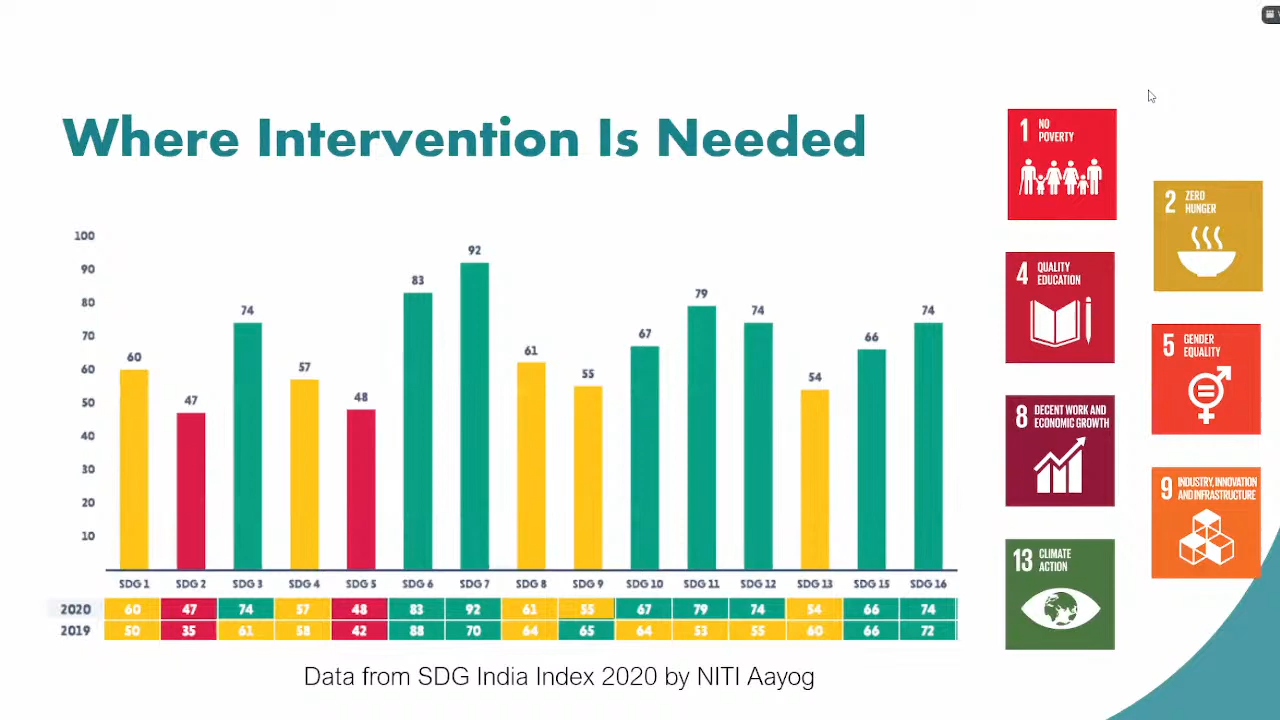 Where Intervention Is Needed
100
90
80
70
60
50
40
30
20
10
60
47
74
57
48
83
92
61
55
67
79
74
54
66
74
SDG 1 SDG 2 SDG 3 SDG 4 SDG 5 SDG 6 SDG 7 SDG 8 SDG 9 SDG 10 SDG 11 SDG 12 SDG 13 SDG 15 SDG 16
2020 60 47 74 57 48 83 92 61 55 67 79 74 54 66 74
2019 50 35 61 58 42 88 70 64 65 64 53 55 60 66 72
Data from SDG India Index 2020 by NITI Aayog
1 NO
POVERTY
2 ZERO
HUNGER
4 QUALITY
EDUCATION
5 GENDER
EQUALITY
8 DECENT WORK AND
ECONOMIC GROWTH
9 INDUSTRY, INNOVATION
AND INFRASTRUCTURE
13 CLIMATE
ACTION